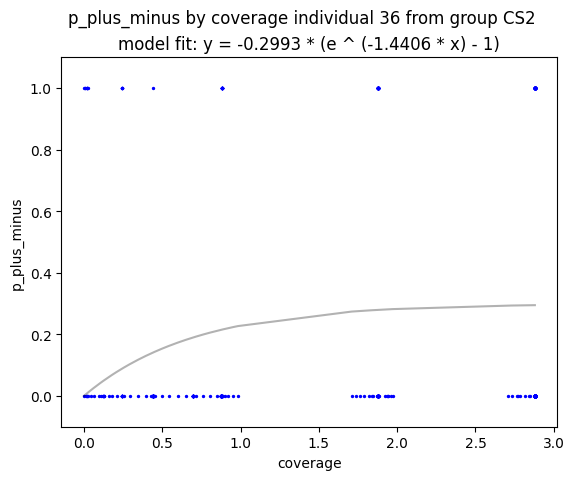 p_plus_minus by coverage individual 36 from group CS2
model fit: y = -0.2993 * (e ^ (-1.4406 * x) - 1)
1.0
0.8
0.6
0.4
0.2
0.0
p_plus_minus
0.0 0.5 1.0 1.5 2.0 2.5 3.0
coverage